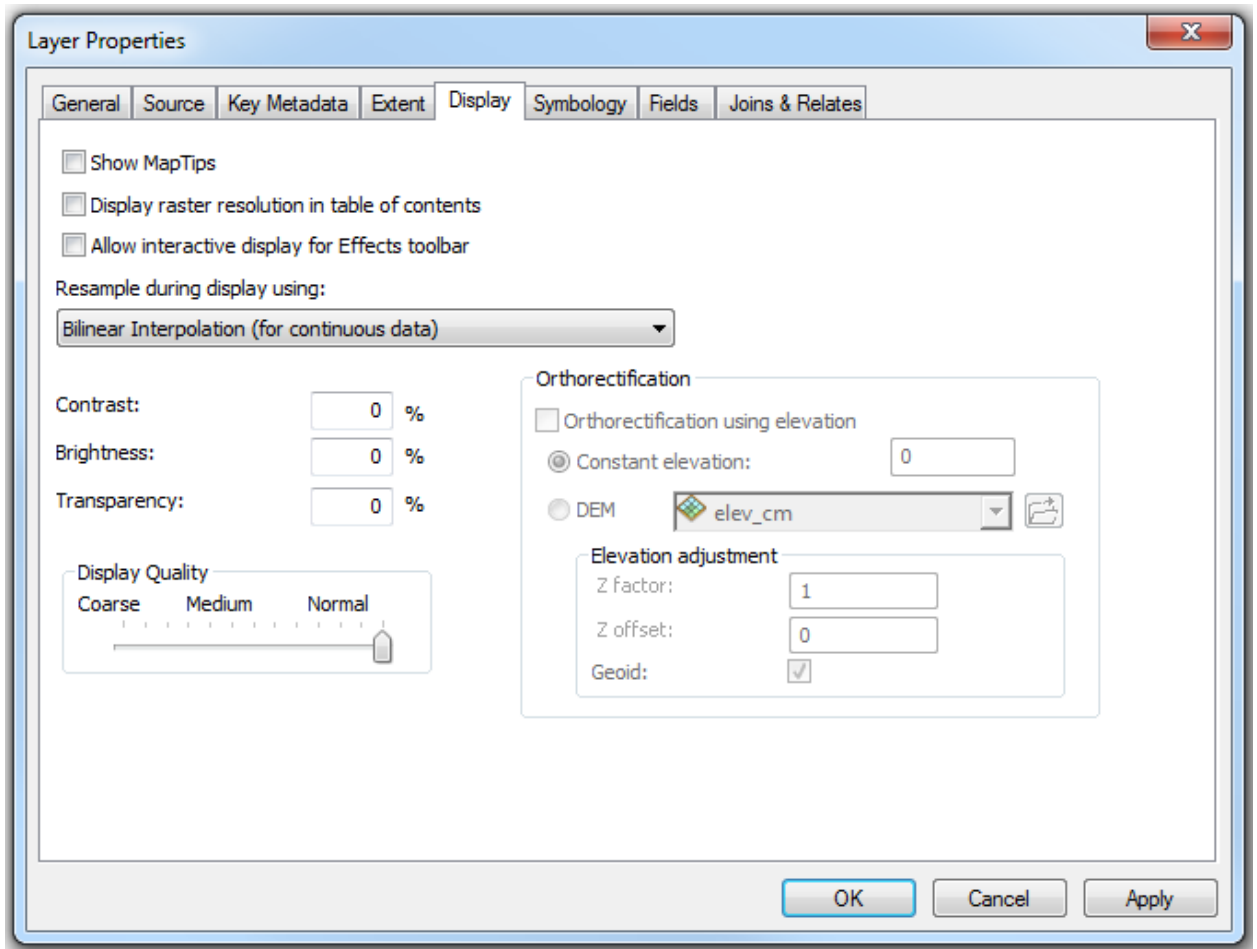 Layer Properties
General Source Key Metadata Extent Display Symbology Fields Joins & Relates
Show MapTips
Display raster resolution in table of contents
Allow interactive display for Effects toolbar
Resample during display using:
Bilinear Interpolation (for continuous data)
Contrast: 0 %
Brightness: 0 %
Transparency: 0 %
Display Quality
Coarse Medium Normal
Orthorectification
Orthorectification using elevation
Constant elevation: 0
DEM elev_cm
Elevation adjustment
Z factor: 1
Z offset: 0
Geoid:
OK Cancel Apply